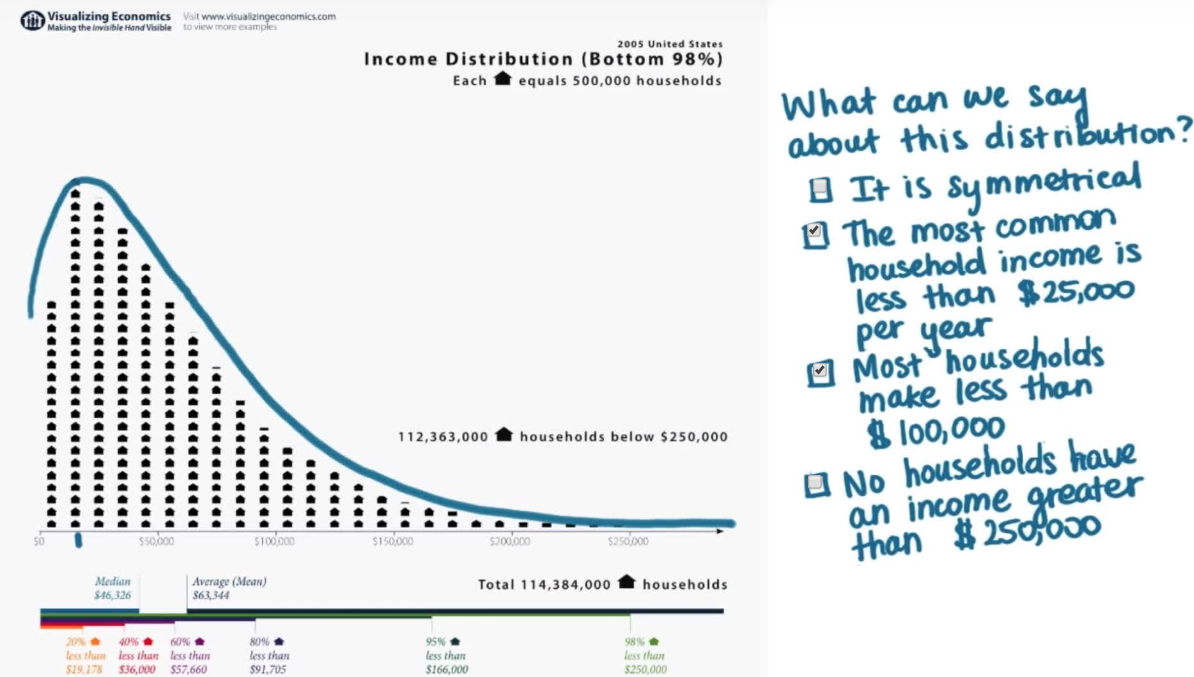 Visualizing Economics
Making the Invisible Hand Visible
Visit www.visualizingeconomics.com
to view more examples
2005 United States
Income Distribution (Bottom 98%)
Each equals 500,000 households
What can we say
about this distribution?
It is symmetrical
The most common
household income is
less than $25,000
per year
Most households
make less than
$100,000
No households have
an income greater
than $250,000
112,363,000 households below $250,000
$0 $50,000 $100,000 $150,000 $200,000 $250,000
Median
$46,326
Average (Mean)
$63,344
Total 114,384,000 households
20%
less than
$19,178
40%
less than
$36,000
60%
less than
$57,660
80%
less than
$91,705
95%
less than
$166,000
98%
less than
$250,000